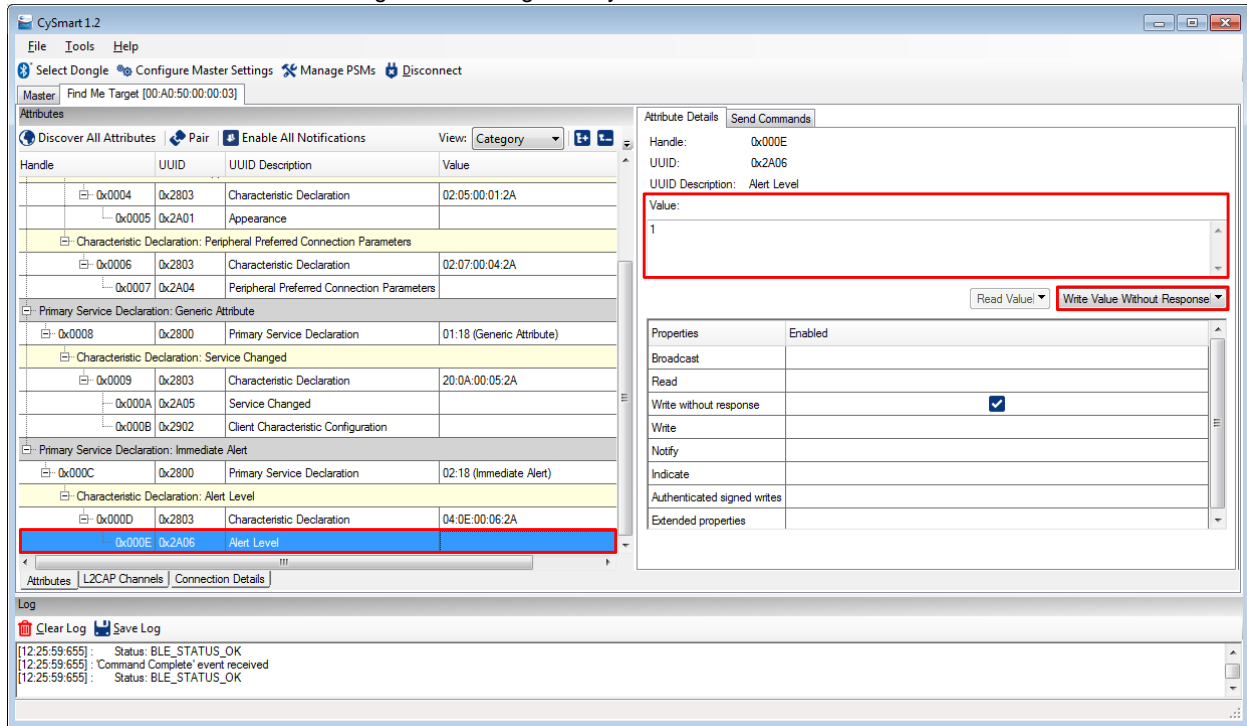 CySmart 1.2
File Tools Help
Select Dongle Configure Master Settings Manage PSMs Disconnect
Master Find Me Target [00:A0:50:00:00:03]
Attributes
Discover All Attributes Pair Enable All Notifications View: Category
Handle UUID UUID Description Value
0x0004 0x2803 Characteristic Declaration 02:05:00:01:2A
0x0005 0x2A01 Appearance
Characteristic Declaration: Peripheral Preferred Connection Parameters
0x0006 0x2803 Characteristic Declaration 02:07:00:04:2A
0x0007 0x2A04 Peripheral Preferred Connection Parameters
Primary Service Declaration: Generic Attribute
0x0008 0x2800 Primary Service Declaration 01:18 (Generic Attribute)
Characteristic Declaration: Service Changed
0x0009 0x2803 Characteristic Declaration 20:0A:00:05:2A
0x000A 0x2A05 Service Changed
0x000B 0x2902 Client Characteristic Configuration
Primary Service Declaration: Immediate Alert
0x000C 0x2800 Primary Service Declaration 02:18 (Immediate Alert)
Characteristic Declaration: Alert Level
0x000D 0x2803 Characteristic Declaration 04:0E:00:06:2A
0x000E 0x2A06 Alert Level
Attributes L2CAP Channels Connection Details
Attribute Details Send Commands
Handle: 0x000E
UUID: 0x2A06
UUID Description: Alert Level
Value:
1
Read Value Write Value Without Response
Properties Enabled
Broadcast
Read
Write without response
Write
Notify
Indicate
Authenticated signed writes
Extended properties
Log
Clear Log Save Log
[12:25:59:655] : Status: BLE_STATUS_OK
[12:25:59:655] : 'Command Complete' event received
[12:25:59:655] : Status: BLE_STATUS_OK